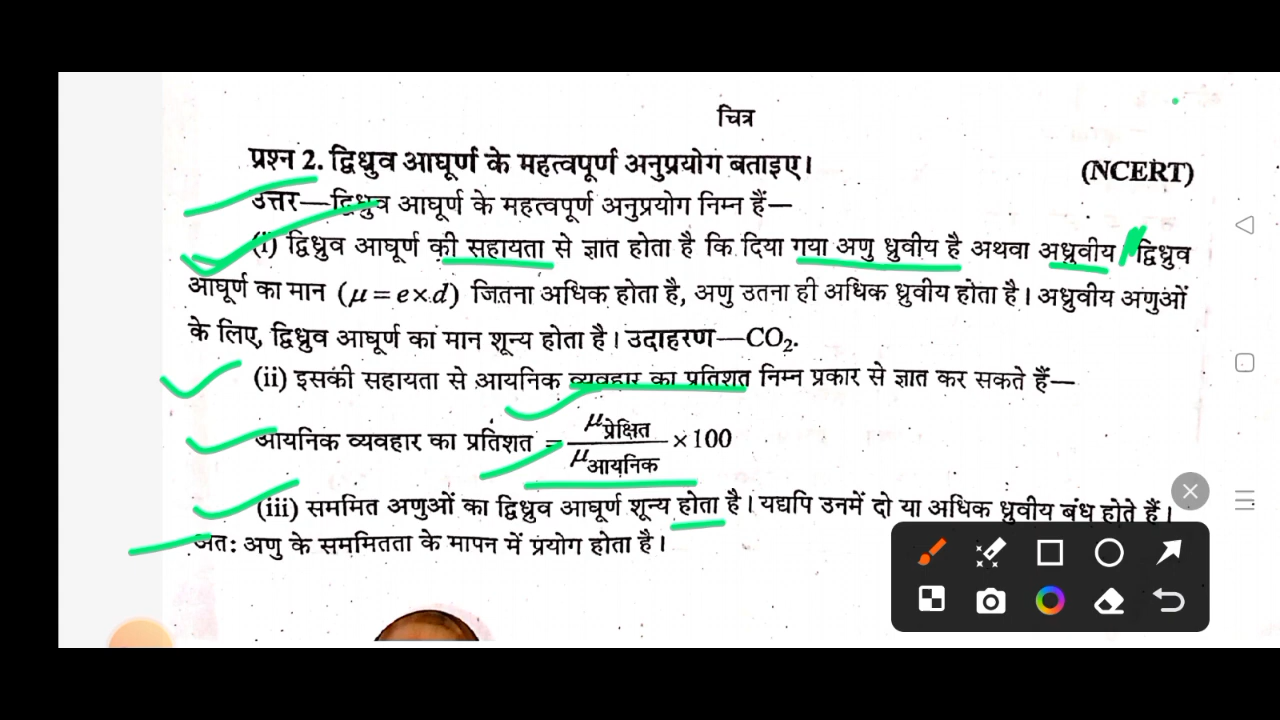 चित्र
प्रश्न 2. द्विध्रुव आघूर्ण के महत्वपूर्ण अनुप्रयोग बताइए। (NCERT)
उत्तर—द्विध्रुव आघूर्ण के महत्वपूर्ण अनुप्रयोग निम्न हैं—
(i) द्विध्रुव आघूर्ण की सहायता से ज्ञात होता है कि दिया गया अणु ध्रुवीय है अथवा अध्रुवीय द्विध्रुव
आघूर्ण का मान (μ = e×d) जितना अधिक होता है, अणु उतना ही अधिक ध्रुवीय होता है। अध्रुवीय अणुओं
के लिए, द्विध्रुव आघूर्ण का मान शून्य होता है। उदाहरण—CO₂.
(ii) इसकी सहायता से आयनिक व्यवहार का प्रतिशत निम्न प्रकार से ज्ञात कर सकते हैं—
आयनिक व्यवहार का प्रतिशत = μप्रेक्षित / μआयनिक × 100
(iii) सममित अणुओं का द्विध्रुव आघूर्ण शून्य होता है। यद्यपि उनमें दो या अधिक ध्रुवीय बंध होते हैं।
अत: अणु के सममितता के मापन में प्रयोग होता है।